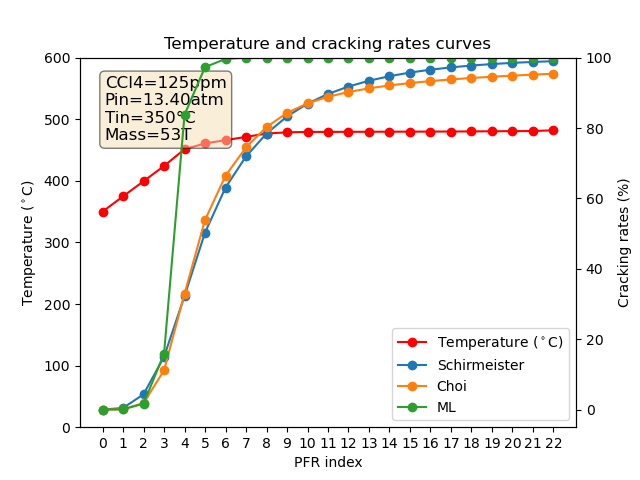 Temperature and cracking rates curves
CCl4=125ppm
Pin=13.40atm
Tin=350°C
Mass=53T
Temperature (°C)
600
500
400
300
200
100
0
100
80
60
40
20
0
Cracking rates (%)
Temperature (°C)
Schirmeister
Choi
ML
0 1 2 3 4 5 6 7 8 9 10 11 12 13 14 15 16 17 18 19 20 21 22
PFR index